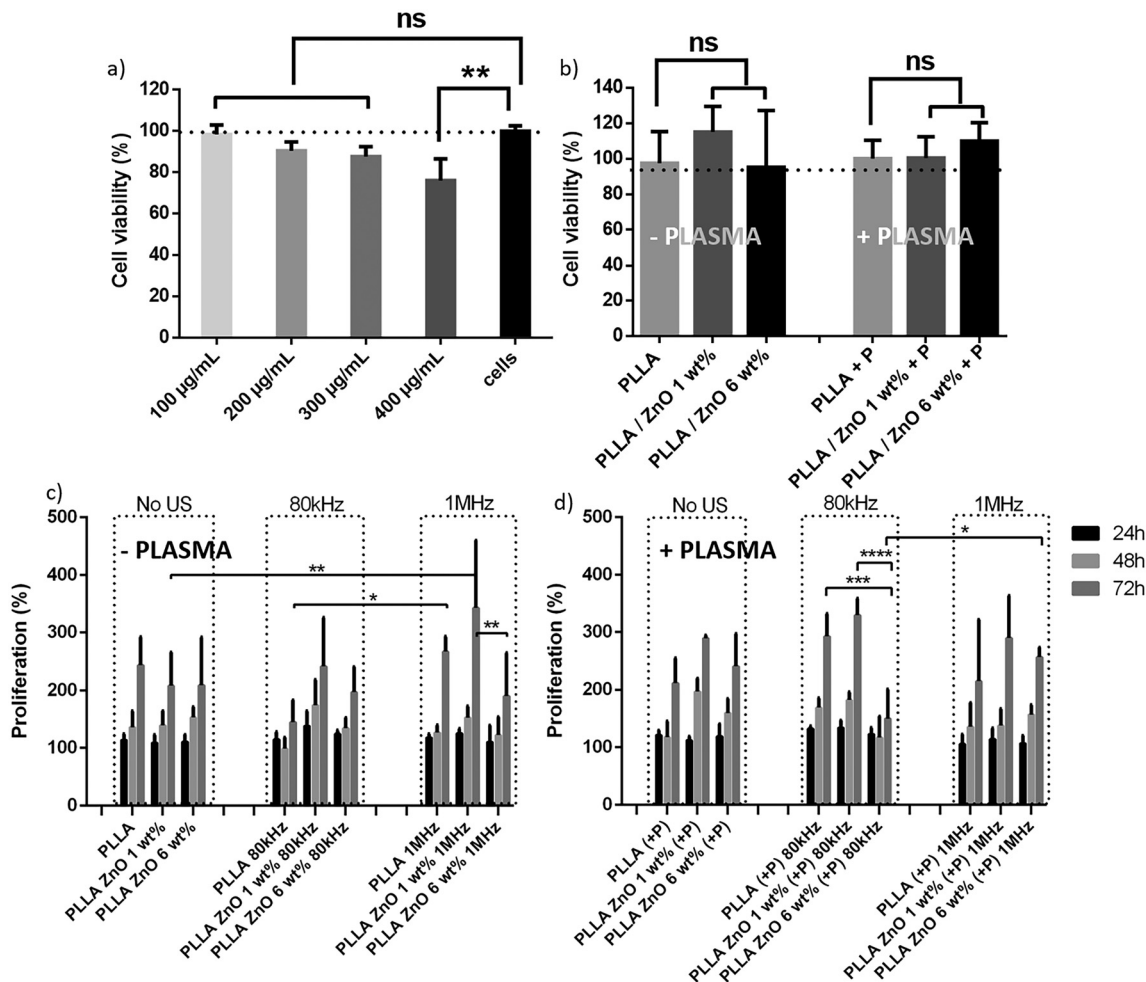 a)
ns
**
Cell viability (%)
120
100
80
60
40
20
0
100 µg/mL
200 µg/mL
300 µg/mL
400 µg/mL
cells
b)
ns
ns
Cell viability (%)
140
120
100
80
60
40
20
0
- PLASMA
+ PLASMA
PLLA
PLLA / ZnO 1 wt%
PLLA / ZnO 6 wt%
PLLA + P
PLLA / ZnO 1 wt% + P
PLLA / ZnO 6 wt% + P
c)
No US
80kHz
1MHz
- PLASMA
**
*
**
Proliferation (%)
500
400
300
200
100
0
PLLA
PLLA ZnO 1 wt%
PLLA ZnO 6 wt%
PLLA 80kHz
PLLA ZnO 1 wt% 80kHz
PLLA ZnO 6 wt% 80kHz
PLLA 1MHz
PLLA ZnO 1 wt% 1MHz
PLLA ZnO 6 wt% 1MHz
d)
No US
80kHz
1MHz
+ PLASMA
*
****
***
Proliferation (%)
500
400
300
200
100
0
PLLA (+P)
PLLA ZnO 1 wt% (+P)
PLLA ZnO 6 wt% (+P)
PLLA (+P) 80kHz
PLLA ZnO 1 wt% (+P) 80kHz
PLLA ZnO 6 wt% (+P) 80kHz
PLLA (+P) 1MHz
PLLA ZnO 1 wt% (+P) 1MHz
PLLA ZnO 6 wt% (+P) 1MHz
24h
48h
72h